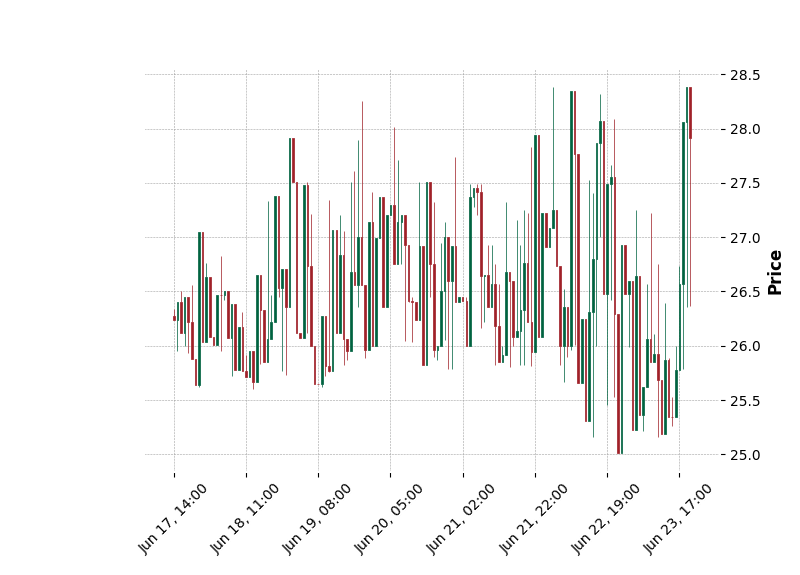 28.5
28.0
27.5
27.0
26.5
26.0
25.5
25.0
Price
Jun 17, 14:00
Jun 18, 11:00
Jun 19, 08:00
Jun 20, 05:00
Jun 21, 02:00
Jun 21, 22:00
Jun 22, 19:00
Jun 23, 17:00